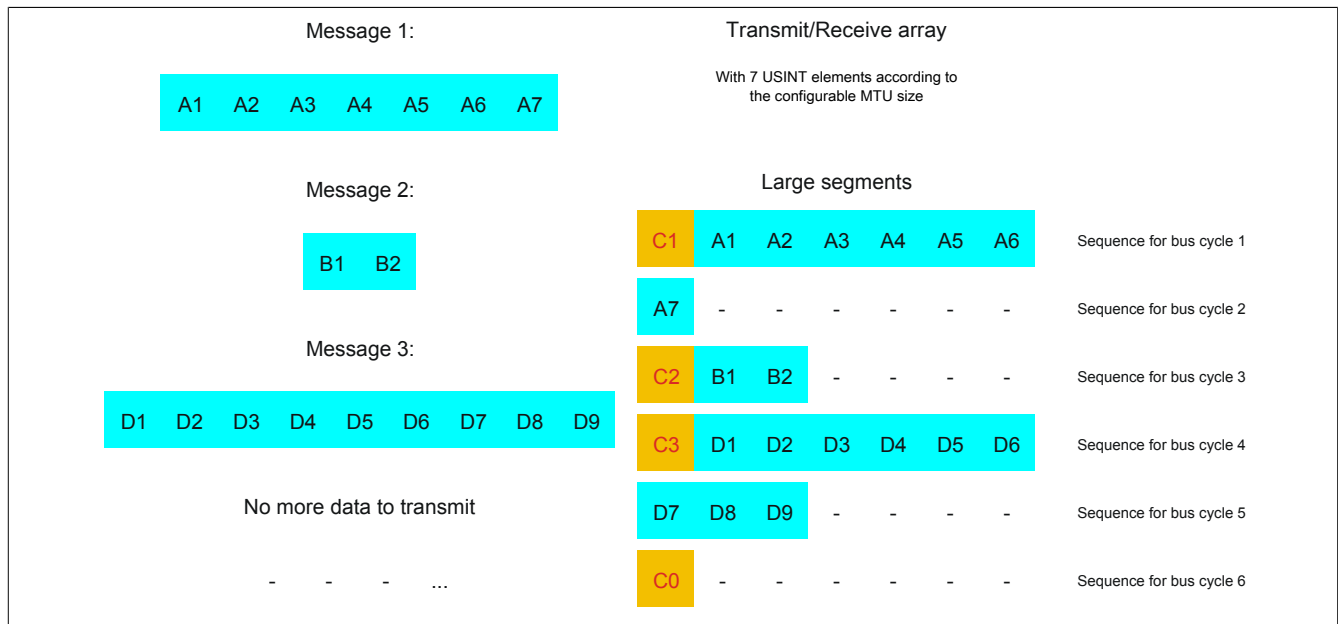 Message 1:
A1 A2 A3 A4 A5 A6 A7
Message 2:
B1 B2
Message 3:
D1 D2 D3 D4 D5 D6 D7 D8 D9
No more data to transmit
- - - ...
Transmit/Receive array
With 7 USINT elements according to
the configurable MTU size
Large segments
C1 A1 A2 A3 A4 A5 A6 Sequence for bus cycle 1
A7 - - - - - - Sequence for bus cycle 2
C2 B1 B2 - - - - Sequence for bus cycle 3
C3 D1 D2 D3 D4 D5 D6 Sequence for bus cycle 4
D7 D8 D9 - - - - Sequence for bus cycle 5
C0 - - - - - - Sequence for bus cycle 6